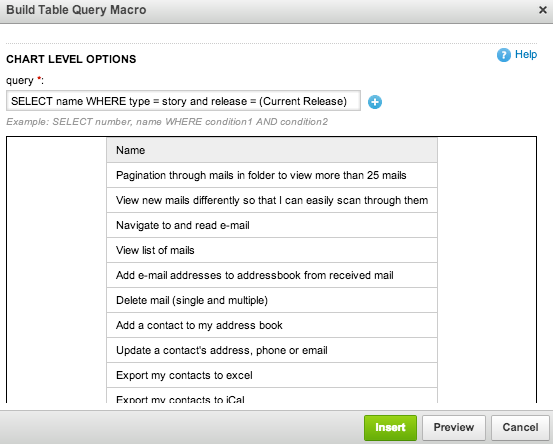 Build Table Query Macro ×
? Help
CHART LEVEL OPTIONS
query *:
SELECT name WHERE type = story and release = (Current Release)
Example: SELECT number, name WHERE condition1 AND condition2
Name
Pagination through mails in folder to view more than 25 mails
View new mails differently so that I can easily scan through them
Navigate to and read e-mail
View list of mails
Add e-mail addresses to addressbook from received mail
Delete mail (single and multiple)
Add a contact to my address book
Update a contact's address, phone or email
Export my contacts to excel
Export my contacts to iCal
Insert Preview Cancel